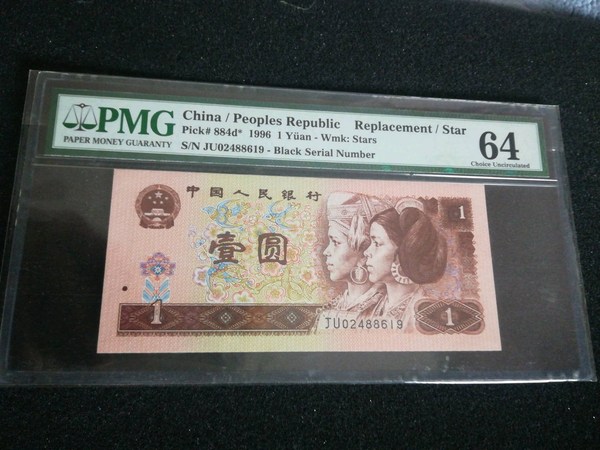 PMG
PAPER MONEY GUARANTY
China / Peoples Republic Replacement / Star
Pick# 884d* 1996 1 Yüan - Wmk: Stars
S/N JU02488619 - Black Serial Number
64
Choice Uncirculated
中国人民银行
壹圆
1
1
JU02488619
1